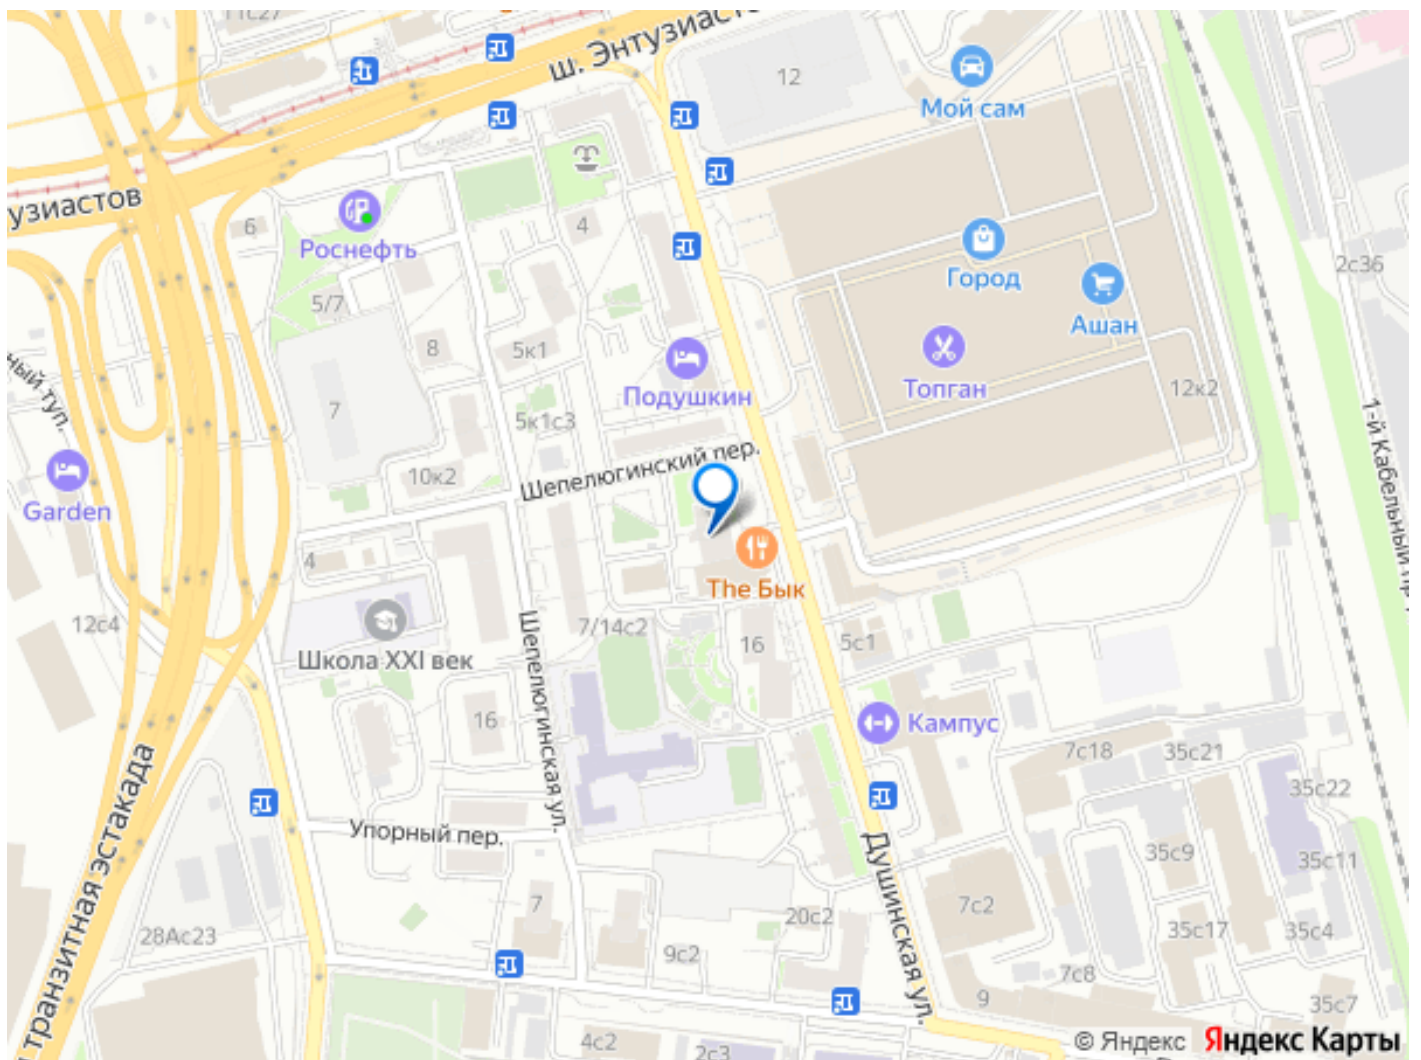 11с27
ш. Энтузиастов
12
Мой сам
тузиастов
6
Роснефть
4
Город
2с36
Ашан
5/7
8
5к1
Подушкин
Топган
12к2
7
5к1с3
1-й Кабельный пр
ный туп.
Шепелюгинский пер.
10к2
Garden
4
The Бык
12с4
Школа XXI век
7/14с2
Шепелюгинская ул.
16
5с1
16
Кампус
7с18
35с21
35с22
транзитная эстакада
Упорный пер.
Душинская ул.
35с9
35с11
7
20с2
7с2
28Ас23
9с2
35с17
35с4
7с8
9
35с7
4с2
2с3
© Яндекс Яндекс Карты